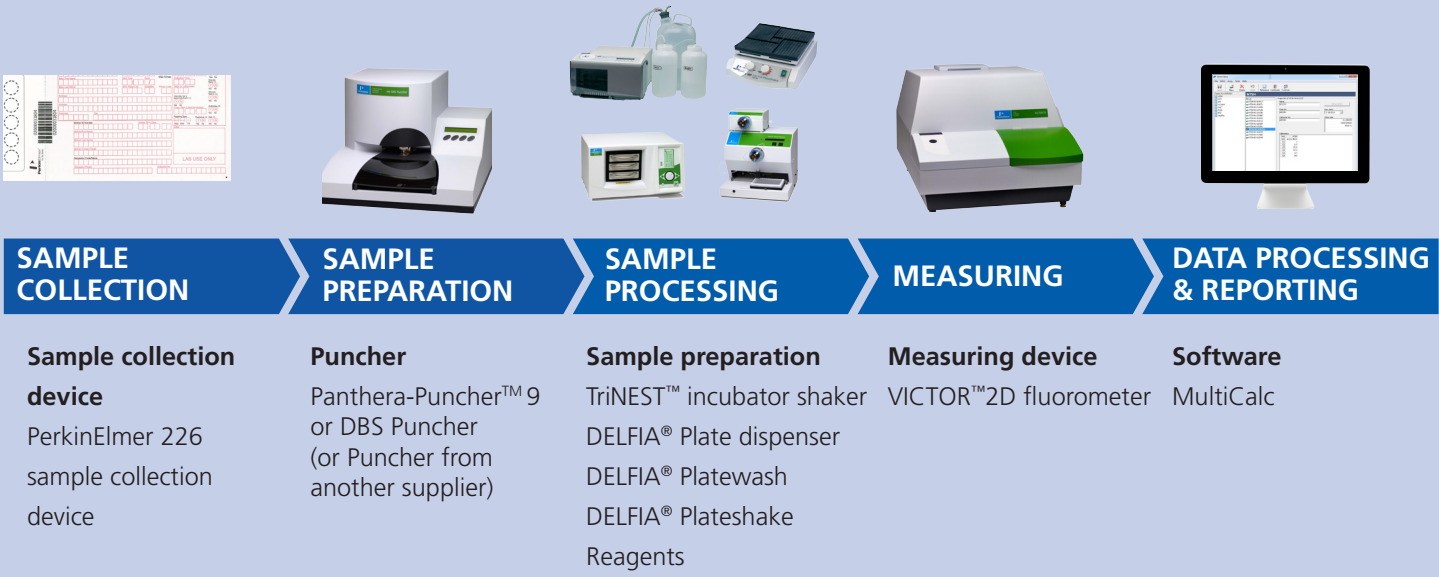 LAB USE ONLY
SAMPLE
COLLECTION
SAMPLE
PREPARATION
SAMPLE
PROCESSING
MEASURING
DATA PROCESSING
& REPORTING
Sample collection
device
PerkinElmer 226
sample collection
device
Puncher
Panthera-Puncher™ 9
or DBS Puncher
(or Puncher from
another supplier)
Sample preparation
TriNEST™ incubator shaker
DELFIA® Plate dispenser
DELFIA® Platewash
DELFIA® Plateshake
Reagents
Measuring device
VICTOR™2D fluorometer
Software
MultiCalc